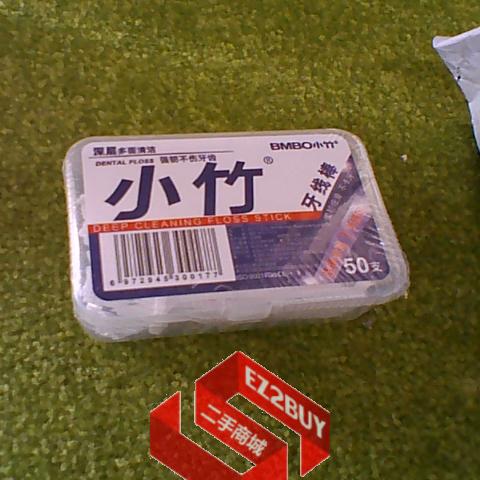 深层多面清洁
BMBO小竹®
DENTAL FLOSS 强韧不伤牙齿
小竹®
牙线棒
DEEP CLEANING FLOSS STICK
6972945300177
50支
EZ2BUY
二手商城